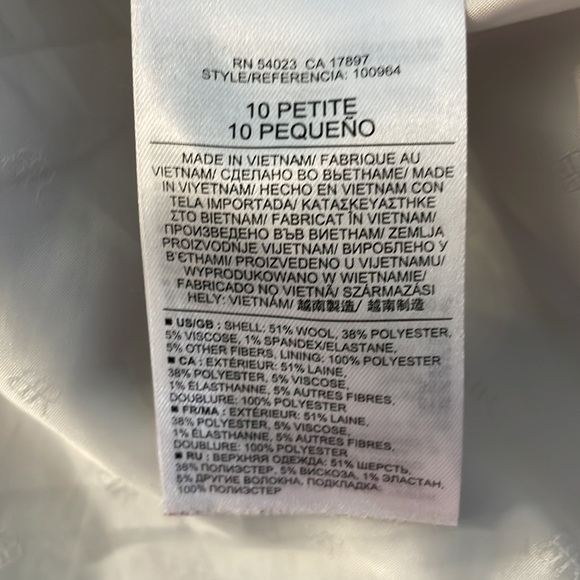 RN 54023 CA 17897
STYLE/REFERENCIA: 100964
10 PETITE
10 PEQUEÑO
MADE IN VIETNAM/ FABRIQUE AU
VIETNAM/ СДЕЛАНО ВО ВЬЕТНАМЕ/ MADE
IN VIYETNAM/ HECHO EN VIETNAM CON
TELA IMPORTADA/ ΚΑΤΑΣΚΕΥΑΣΤΗΚΕ
ΣΤΟ ΒΙΕΤΝΑΜ/ FABRICAT ÎN VIETNAM/
ПРОИЗВЕДЕНО ВЪВ ВИЕТНАМ/ ZEMLJA
PROIZVODNJE VIJETNAM/ ВИРОБЛЕНО У
В'ЄТНАМІ/ PROIZVEDENO U VIJETNAMU/
WYPRODUKOWANO W WIETNAMIE/
FABRICADO NO VIETNÃ/ SZÁRMAZÁSI
HELY: VIETNÁM/ 越南製造/ 越南制造
■ US/GB : SHELL: 51% WOOL, 38% POLYESTER,
5% VISCOSE, 1% SPANDEX/ELASTANE,
5% OTHER FIBERS, LINING: 100% POLYESTER
■ CA : EXTÉRIEUR: 51% LAINE,
38% POLYESTER, 5% VISCOSE,
1% ÉLASTHANNE, 5% AUTRES FIBRES,
DOUBLURE: 100% POLYESTER
■ FR/MA : EXTÉRIEUR: 51% LAINE,
38% POLYESTER, 5% VISCOSE,
1% ÉLASTHANNE, 5% AUTRES FIBRES,
DOUBLURE: 100% POLYESTER
■ RU : ВЕРХНЯЯ ОДЕЖДА: 51% ШЕРСТЬ,
38% ПОЛИЭСТЕР, 5% ВИСКОЗА, 1% ЭЛАСТАН,
5% ДРУГИЕ ВОЛОКНА, ПОДКЛАДКА:
100% ПОЛИЭСТЕР